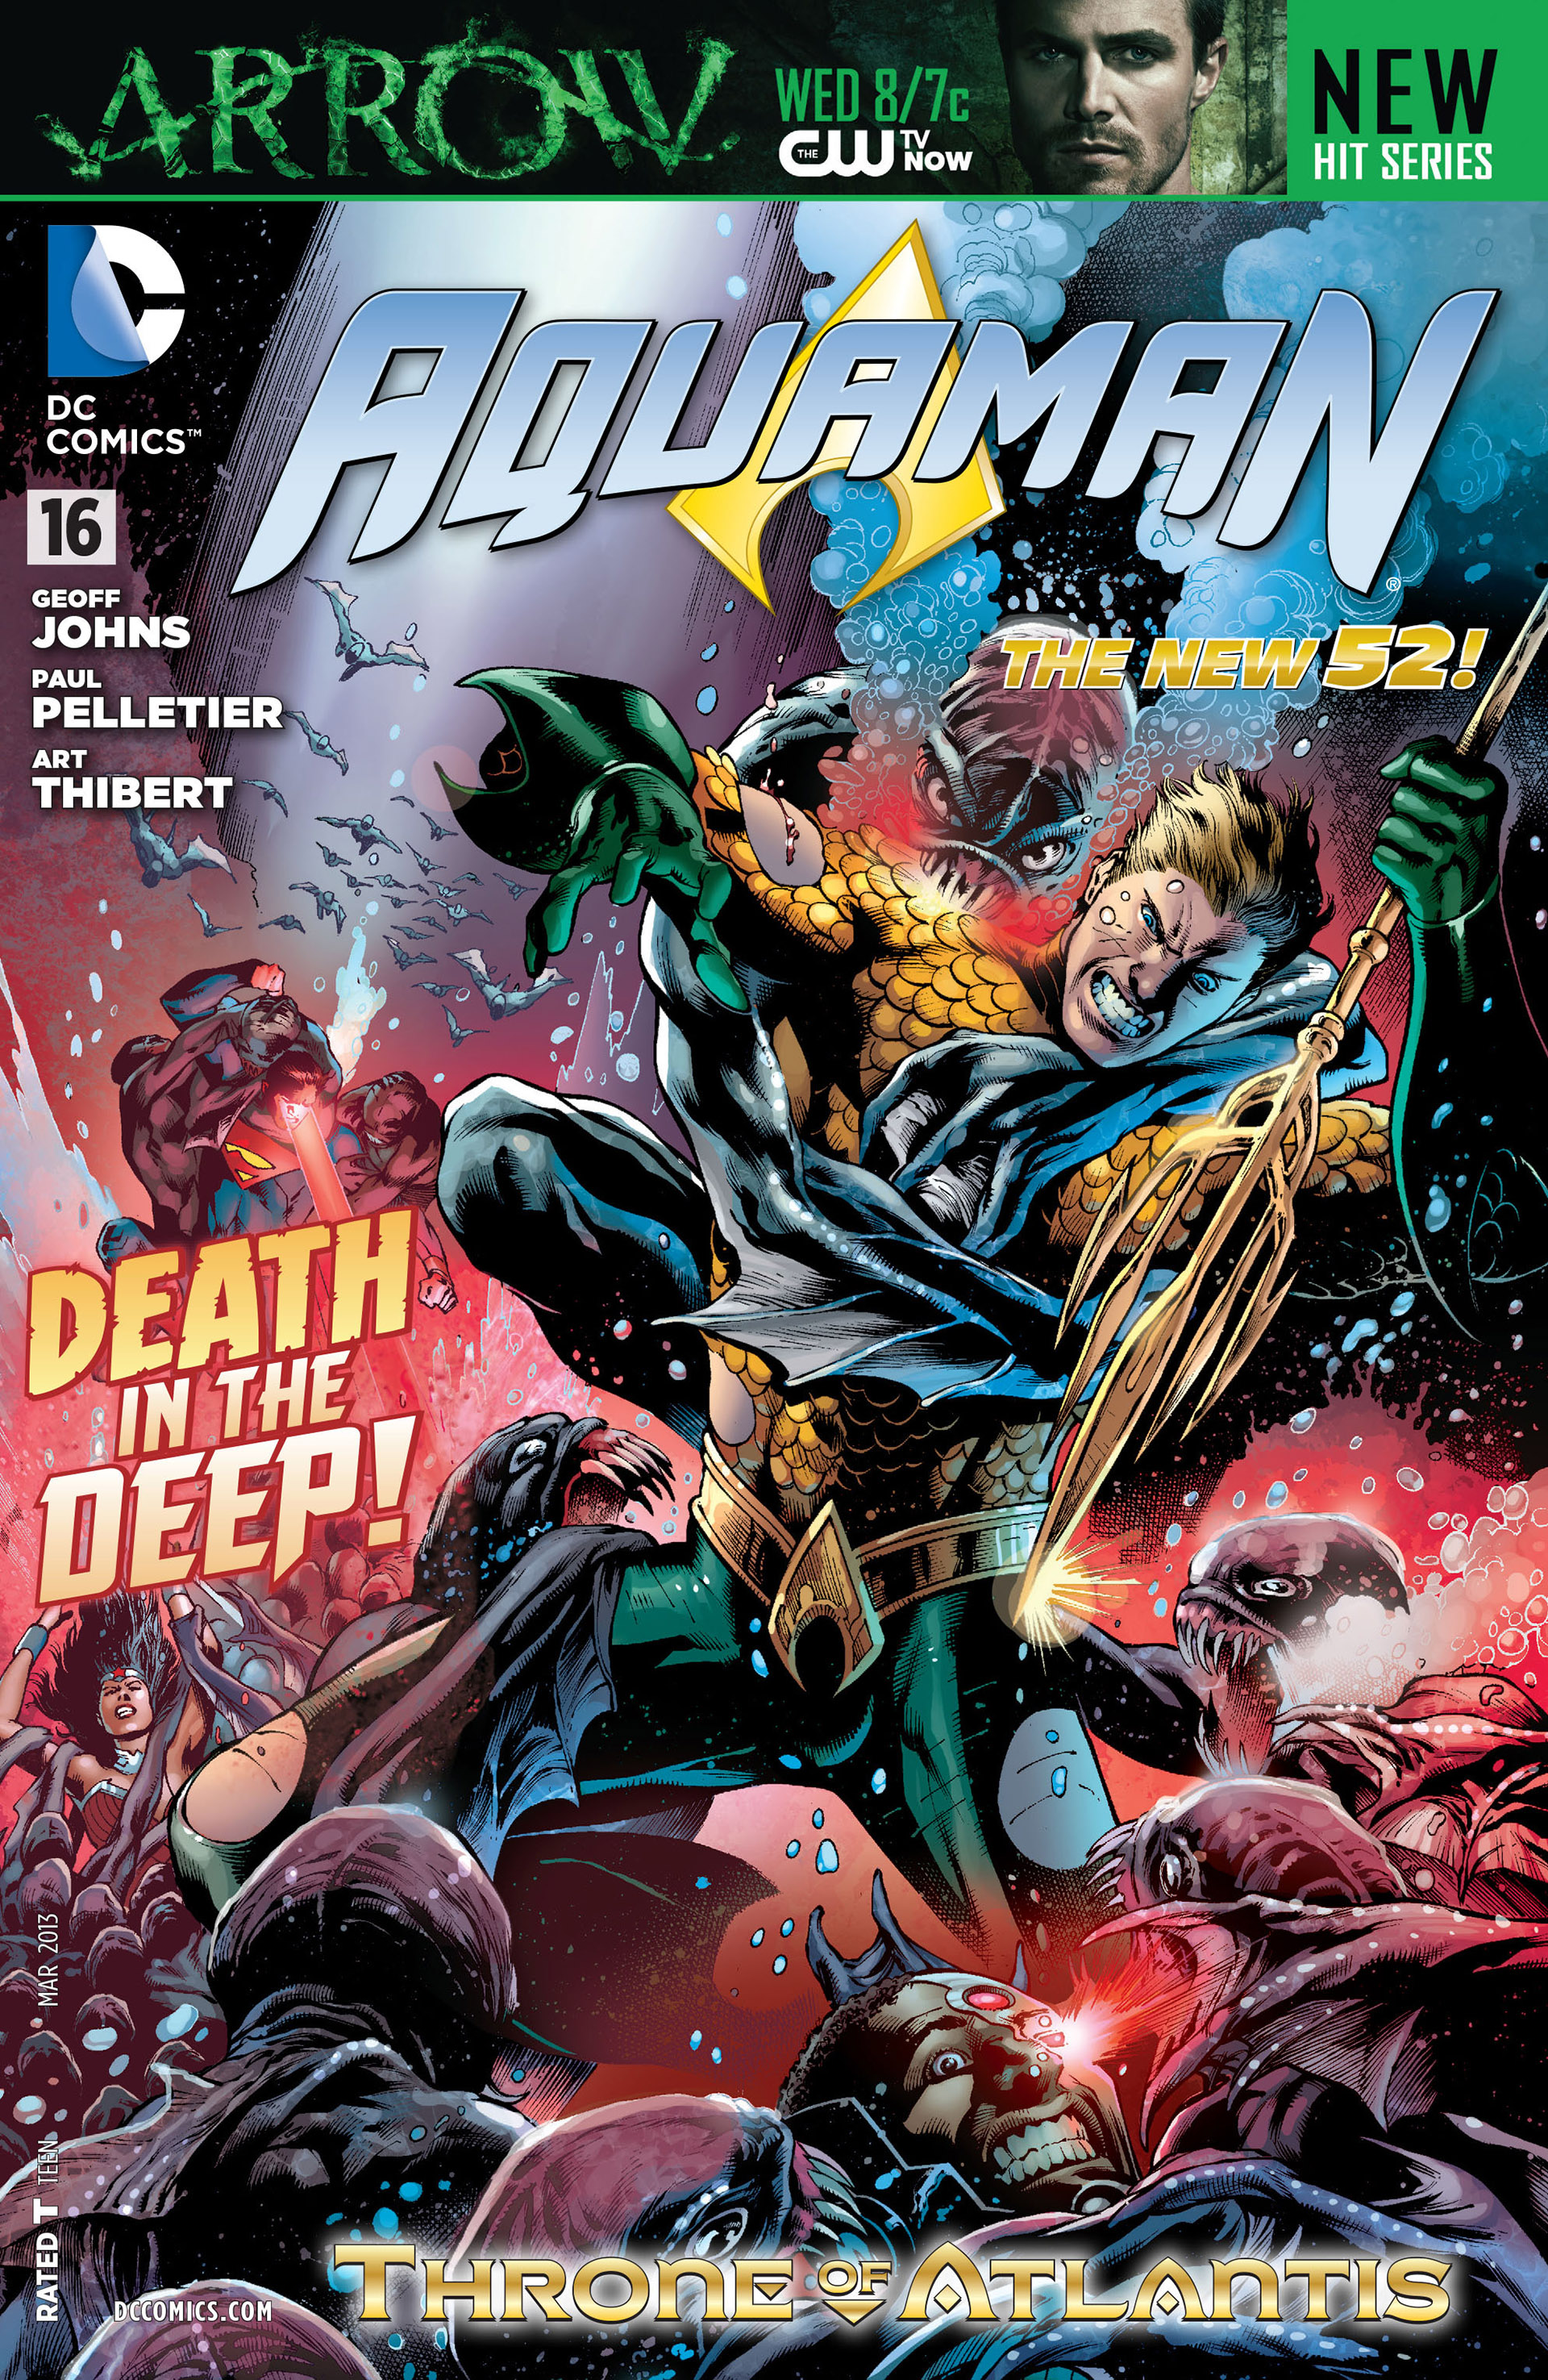 ARROW
WED 8/7c
THE CW TV NOW
NEW
HIT SERIES
DC
COMICS™
AQUAMAN®
16
THE NEW 52!
GEOFF
JOHNS
PAUL
PELLETIER
ART
THIBERT
DEATH
IN THE
DEEP!
MAR 2013
RATED T TEEN
DCCOMICS.COM
THRONE OF ATLANTIS